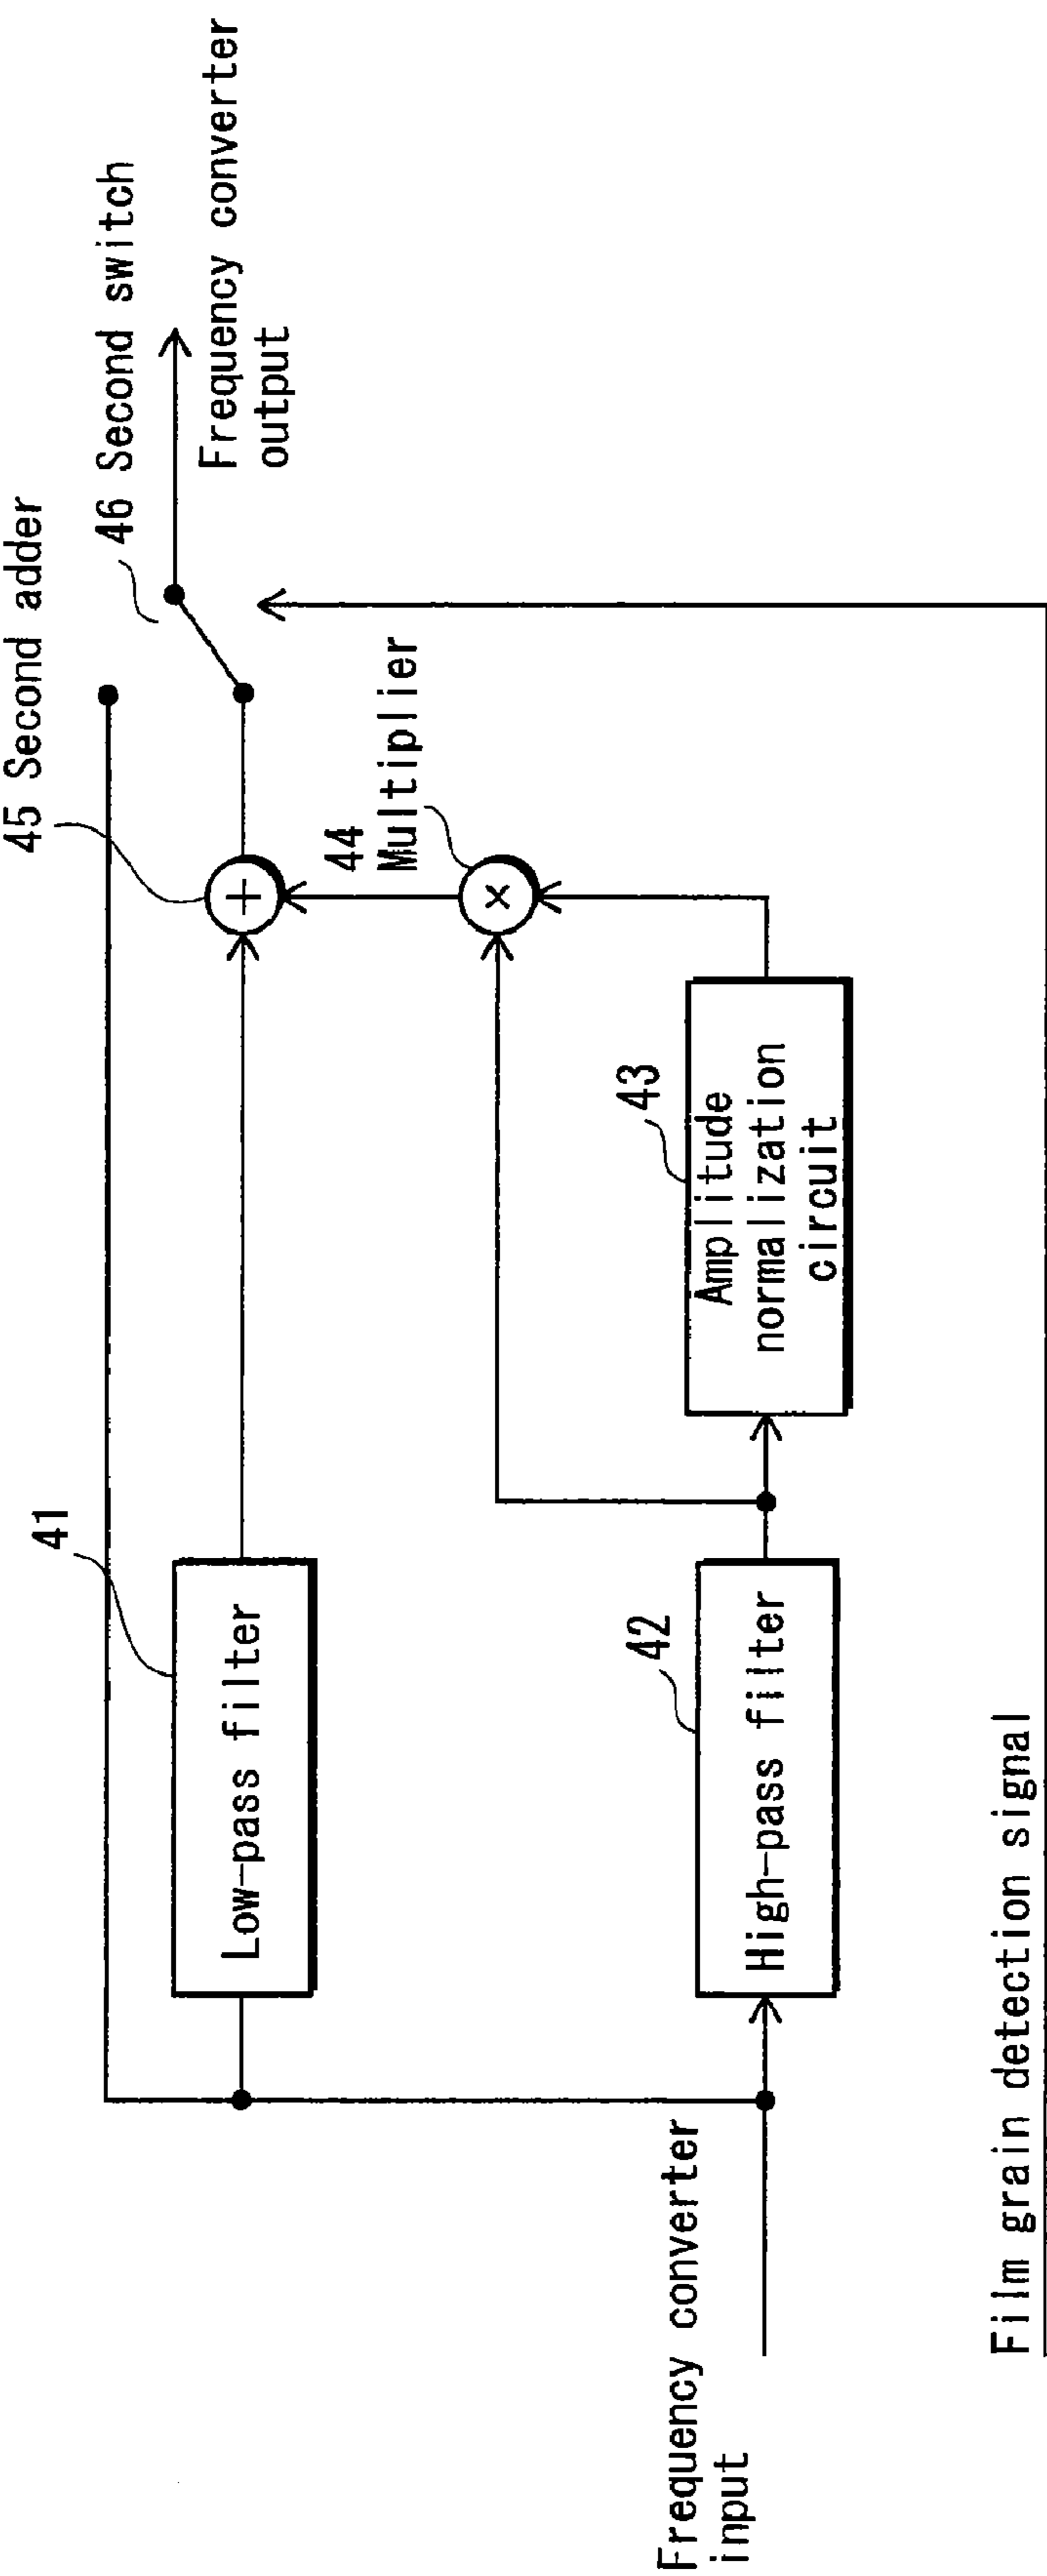 45 Second adder
46 Second switch
Frequency converter
output
41
Low-pass filter
44
Multiplier
42
High-pass filter
43
Amplitude
normalization
circuit
Frequency converter
input
Film grain detection signal
+
×